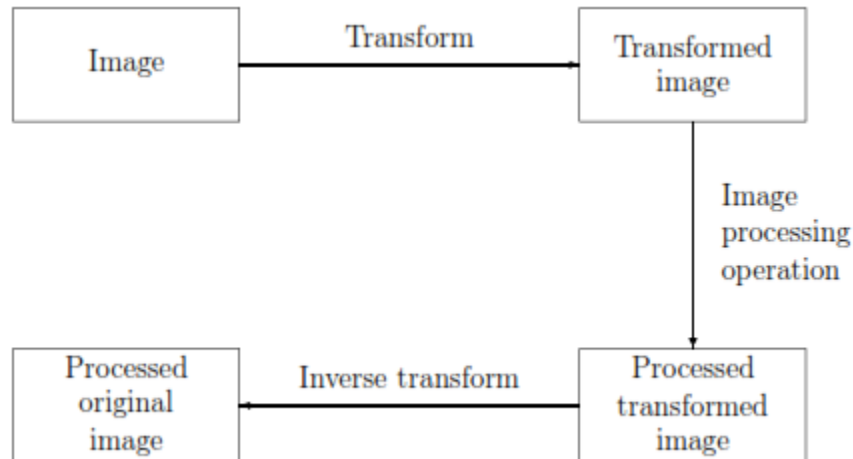 Image
Transform
Transformed
image
Image
processing
operation
Processed
transformed
image
Inverse transform
Processed
original
image